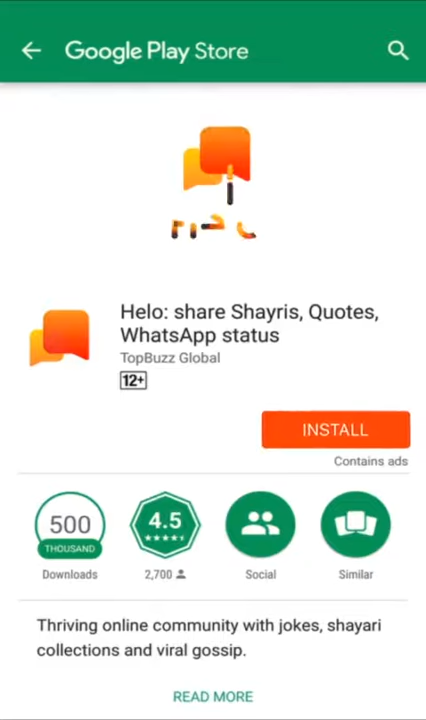 Google Play Store
Helo: share Shayris, Quotes,
WhatsApp status
TopBuzz Global
12+
INSTALL
Contains ads
500
THOUSAND
Downloads
4.5
2,700
Social
Similar
Thriving online community with jokes, shayari
collections and viral gossip.
READ MORE